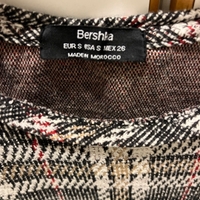 Bershka
EUR S USA S MEX 26
MADE IN MOROCCO